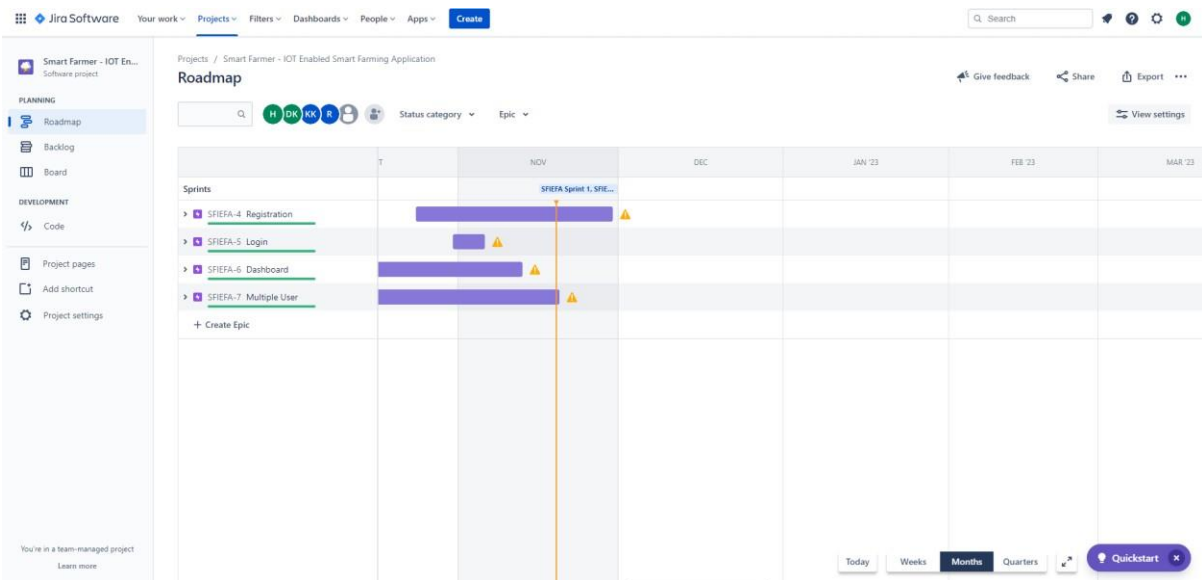 Jira Software Your work Projects Filters Dashboards People Apps Create Search H
Smart Farmer - IOT En...
Software project
PLANNING
Roadmap
Backlog
Board
DEVELOPMENT
Code
Project pages
Add shortcut
Project settings
You're in a team-managed project
Learn more
Projects / Smart Farmer - IOT Enabled Smart Farming Application
Roadmap
Give feedback Share Export
H DK KK R Status category Epic View settings
T NOV DEC JAN '23 FEB '23 MAR '23
Sprints SFIEFA Sprint 1, SFIE...
SFIEFA-4 Registration
SFIEFA-5 Login
SFIEFA-6 Dashboard
SFIEFA-7 Multiple User
+ Create Epic
Today Weeks Months Quarters Quickstart